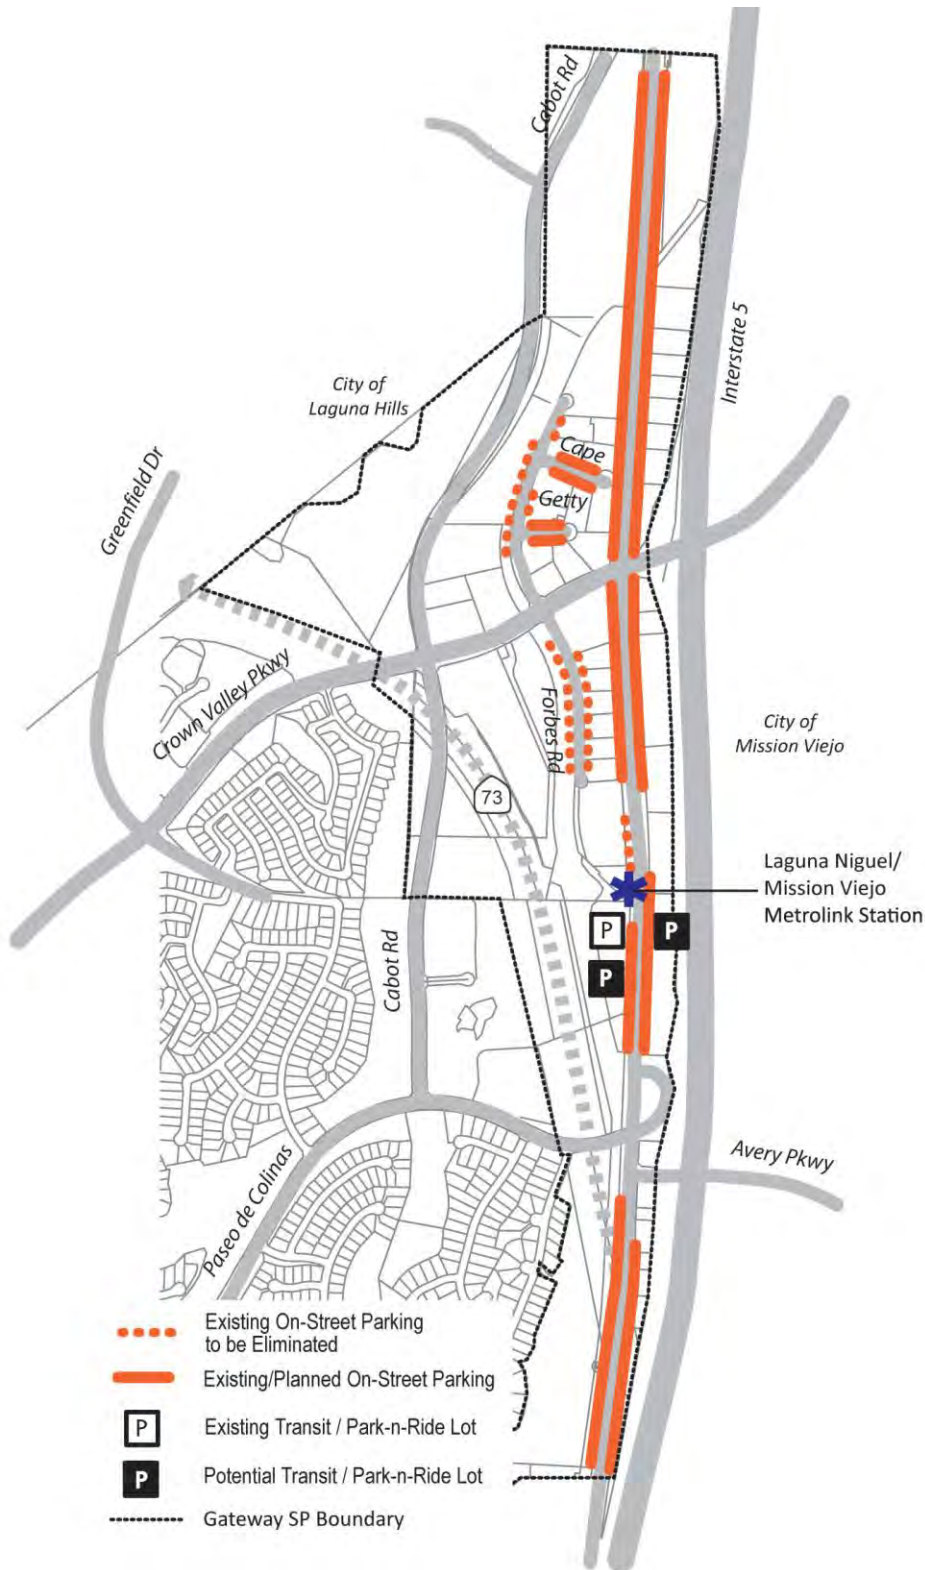 Cabot Rd
Interstate 5
City of
Laguna Hills
Greenfield Dr
Cape
Getty
Crown Valley Pkwy
Forbes Rd
City of
Mission Viejo
73
Laguna Niguel/
Mission Viejo
Metrolink Station
P
P
P
Cabot Rd
Avery Pkwy
Paseo de Colinas
Existing On-Street Parking
to be Eliminated
Existing/Planned On-Street Parking
P
Existing Transit / Park-n-Ride Lot
P
Potential Transit / Park-n-Ride Lot
Gateway SP Boundary